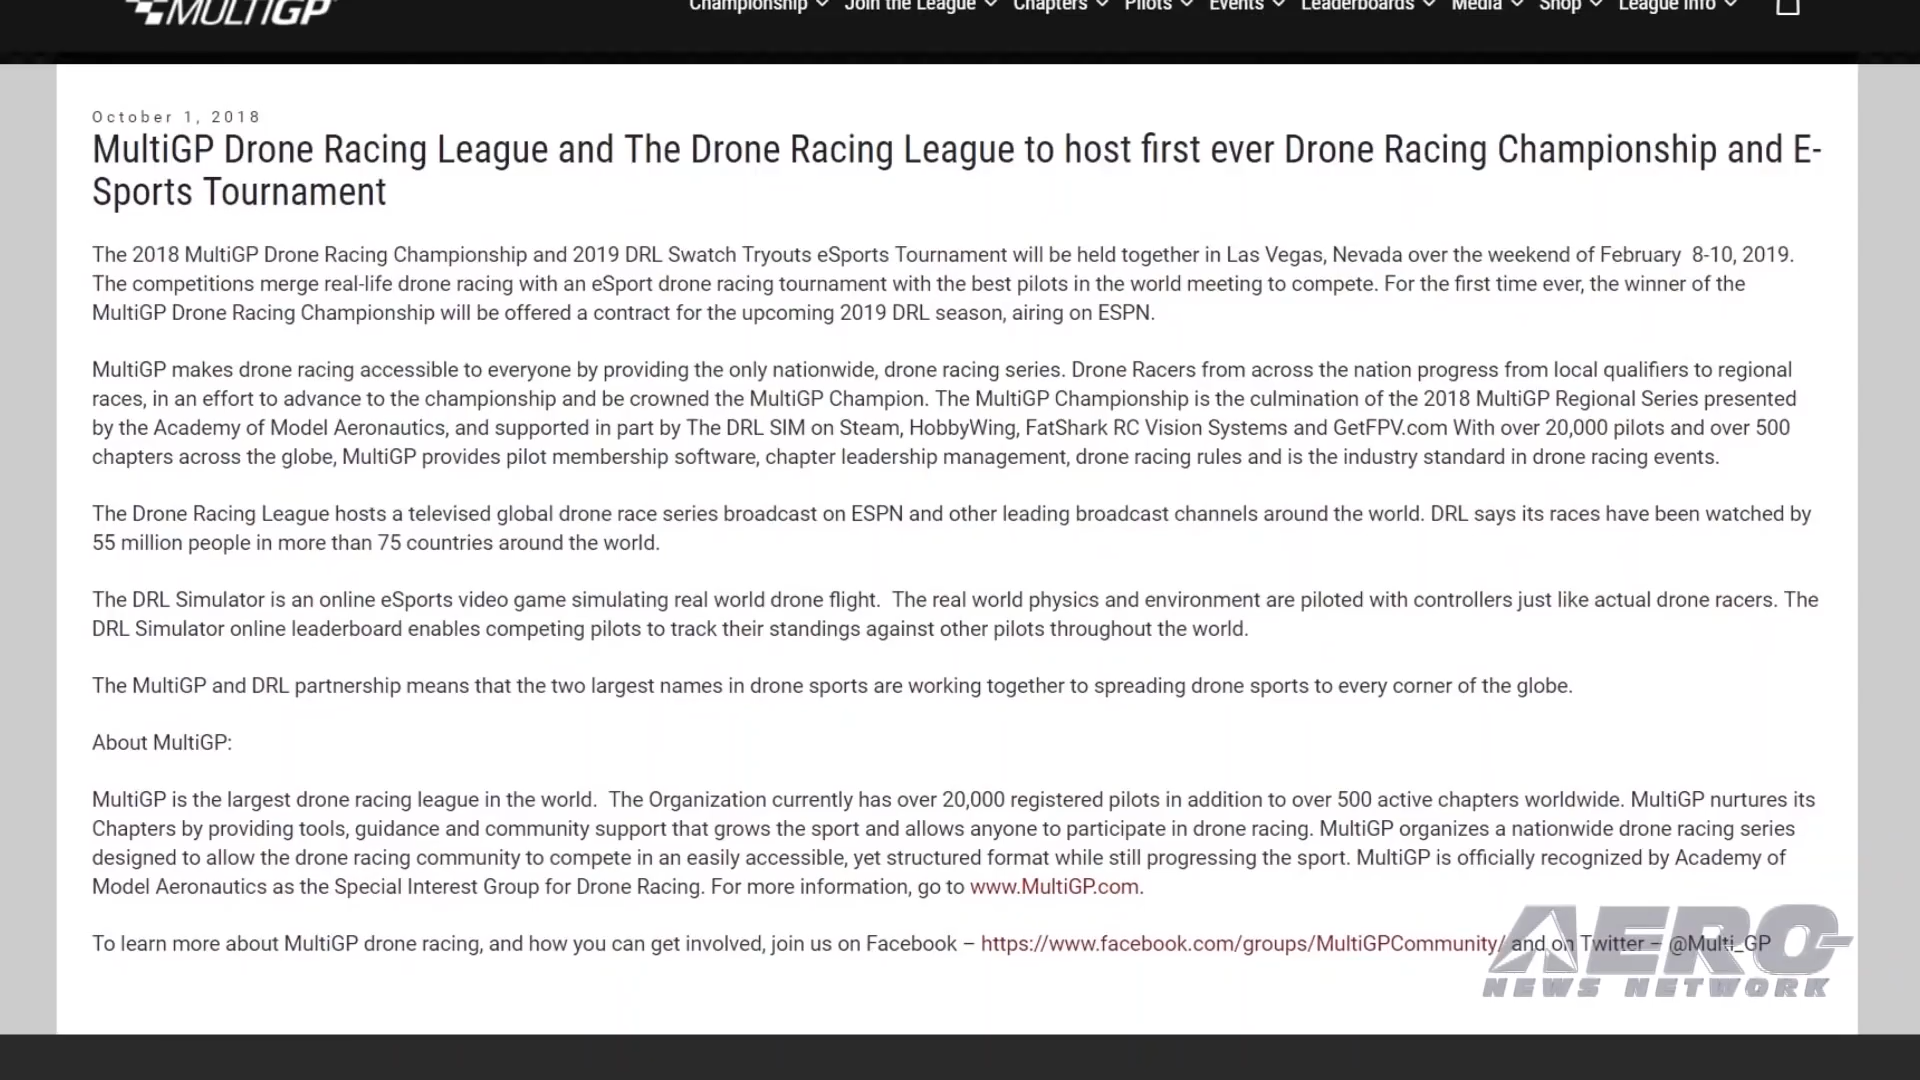 MULTIGP
Championship Join the League Chapters Pilots Events Leaderboards Media Shop League Info
October 1, 2018
MultiGP Drone Racing League and The Drone Racing League to host first ever Drone Racing Championship and E-
Sports Tournament
The 2018 MultiGP Drone Racing Championship and 2019 DRL Swatch Tryouts eSports Tournament will be held together in Las Vegas, Nevada over the weekend of February  8-10, 2019.
The competitions merge real-life drone racing with an eSport drone racing tournament with the best pilots in the world meeting to compete. For the first time ever, the winner of the
MultiGP Drone Racing Championship will be offered a contract for the upcoming 2019 DRL season, airing on ESPN.
MultiGP makes drone racing accessible to everyone by providing the only nationwide, drone racing series. Drone Racers from across the nation progress from local qualifiers to regional
races, in an effort to advance to the championship and be crowned the MultiGP Champion. The MultiGP Championship is the culmination of the 2018 MultiGP Regional Series presented
by the Academy of Model Aeronautics, and supported in part by The DRL SIM on Steam, HobbyWing, FatShark RC Vision Systems and GetFPV.com With over 20,000 pilots and over 500
chapters across the globe, MultiGP provides pilot membership software, chapter leadership management, drone racing rules and is the industry standard in drone racing events.
The Drone Racing League hosts a televised global drone race series broadcast on ESPN and other leading broadcast channels around the world. DRL says its races have been watched by
55 million people in more than 75 countries around the world.
The DRL Simulator is an online eSports video game simulating real world drone flight.  The real world physics and environment are piloted with controllers just like actual drone racers. The
DRL Simulator online leaderboard enables competing pilots to track their standings against other pilots throughout the world.
The MultiGP and DRL partnership means that the two largest names in drone sports are working together to spreading drone sports to every corner of the globe.
About MultiGP:
MultiGP is the largest drone racing league in the world.  The Organization currently has over 20,000 registered pilots in addition to over 500 active chapters worldwide. MultiGP nurtures its
Chapters by providing tools, guidance and community support that grows the sport and allows anyone to participate in drone racing. MultiGP organizes a nationwide drone racing series
designed to allow the drone racing community to compete in an easily accessible, yet structured format while still progressing the sport. MultiGP is officially recognized by Academy of
Model Aeronautics as the Special Interest Group for Drone Racing. For more information, go to www.MultiGP.com.
To learn more about MultiGP drone racing, and how you can get involved, join us on Facebook – https://www.facebook.com/groups/MultiGPCommunity/ and on Twitter – @Multi_GP
AERO-
NEWS NETWORK